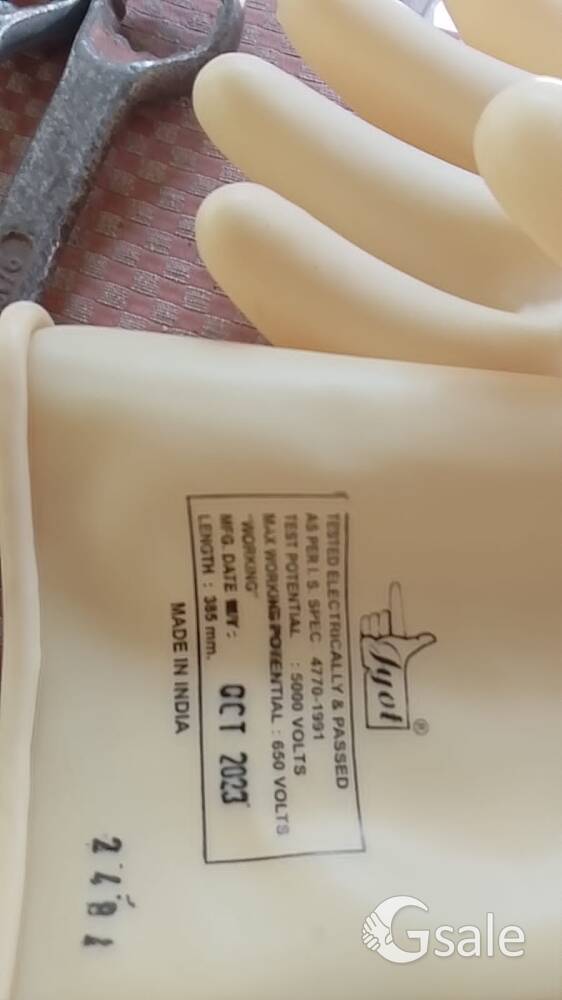 Jyot ®
TESTED ELECTRICALLY & PASSED
AS PER I. S. SPEC 4770-1991
TEST POTENTIAL : 5000 VOLTS
MAX WORKING POTENTIAL : 650 VOLTS
"WORKING"
MFG. DATE : OCT 2023
LENGTH : 385 mm.
MADE IN INDIA
Gsale